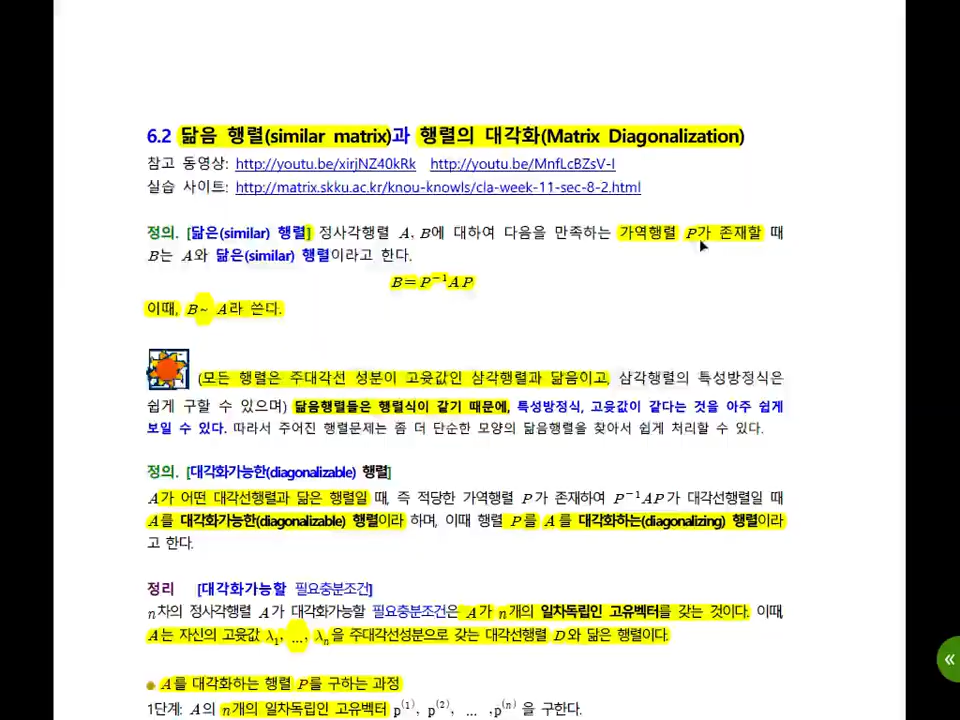 6.2 닮음 행렬(similar matrix)과 행렬의 대각화(Matrix Diagonalization)
참고 동영상: http://youtu.be/xirjNZ40kRk http://youtu.be/MnfLcBZsV-I
실습 사이트: http://matrix.skku.ac.kr/knou-knowls/cla-week-11-sec-8-2.html
정의. [닮은(similar) 행렬] 정사각행렬 A, B에 대하여 다음을 만족하는 가역행렬 P가 존재할 때
B는 A와 닮은(similar) 행렬이라고 한다.
B = P⁻¹AP
이때, B ~ A라 쓴다.
(모든 행렬은 주대각선 성분이 고윳값인 삼각행렬과 닮음이고, 삼각행렬의 특성방정식은
쉽게 구할 수 있으며) 닮음행렬들은 행렬식이 같기 때문에, 특성방정식, 고윳값이 같다는 것을 아주 쉽게
보일 수 있다. 따라서 주어진 행렬문제는 좀 더 단순한 모양의 닮음행렬을 찾아서 쉽게 처리할 수 있다.
정의. [대각화가능한(diagonalizable) 행렬]
A가 어떤 대각선행렬과 닮은 행렬일 때, 즉 적당한 가역행렬 P가 존재하여 P⁻¹AP가 대각선행렬일 때
A를 대각화가능한(diagonalizable) 행렬이라 하며, 이때 행렬 P를 A를 대각화하는(diagonalizing) 행렬이라
고 한다.
정리 [대각화가능할 필요충분조건]
n차의 정사각행렬 A가 대각화가능할 필요충분조건은 A가 n개의 일차독립인 고유벡터를 갖는 것이다. 이때,
A는 자신의 고윳값 λ₁, ..., λₙ을 주대각선성분으로 갖는 대각선행렬 D와 닮은 행렬이다.
A를 대각화하는 행렬 P를 구하는 과정
1단계: A의 n개의 일차독립인 고유벡터 p⁽¹⁾, p⁽²⁾, ... ,p⁽ⁿ⁾을 구한다.
«